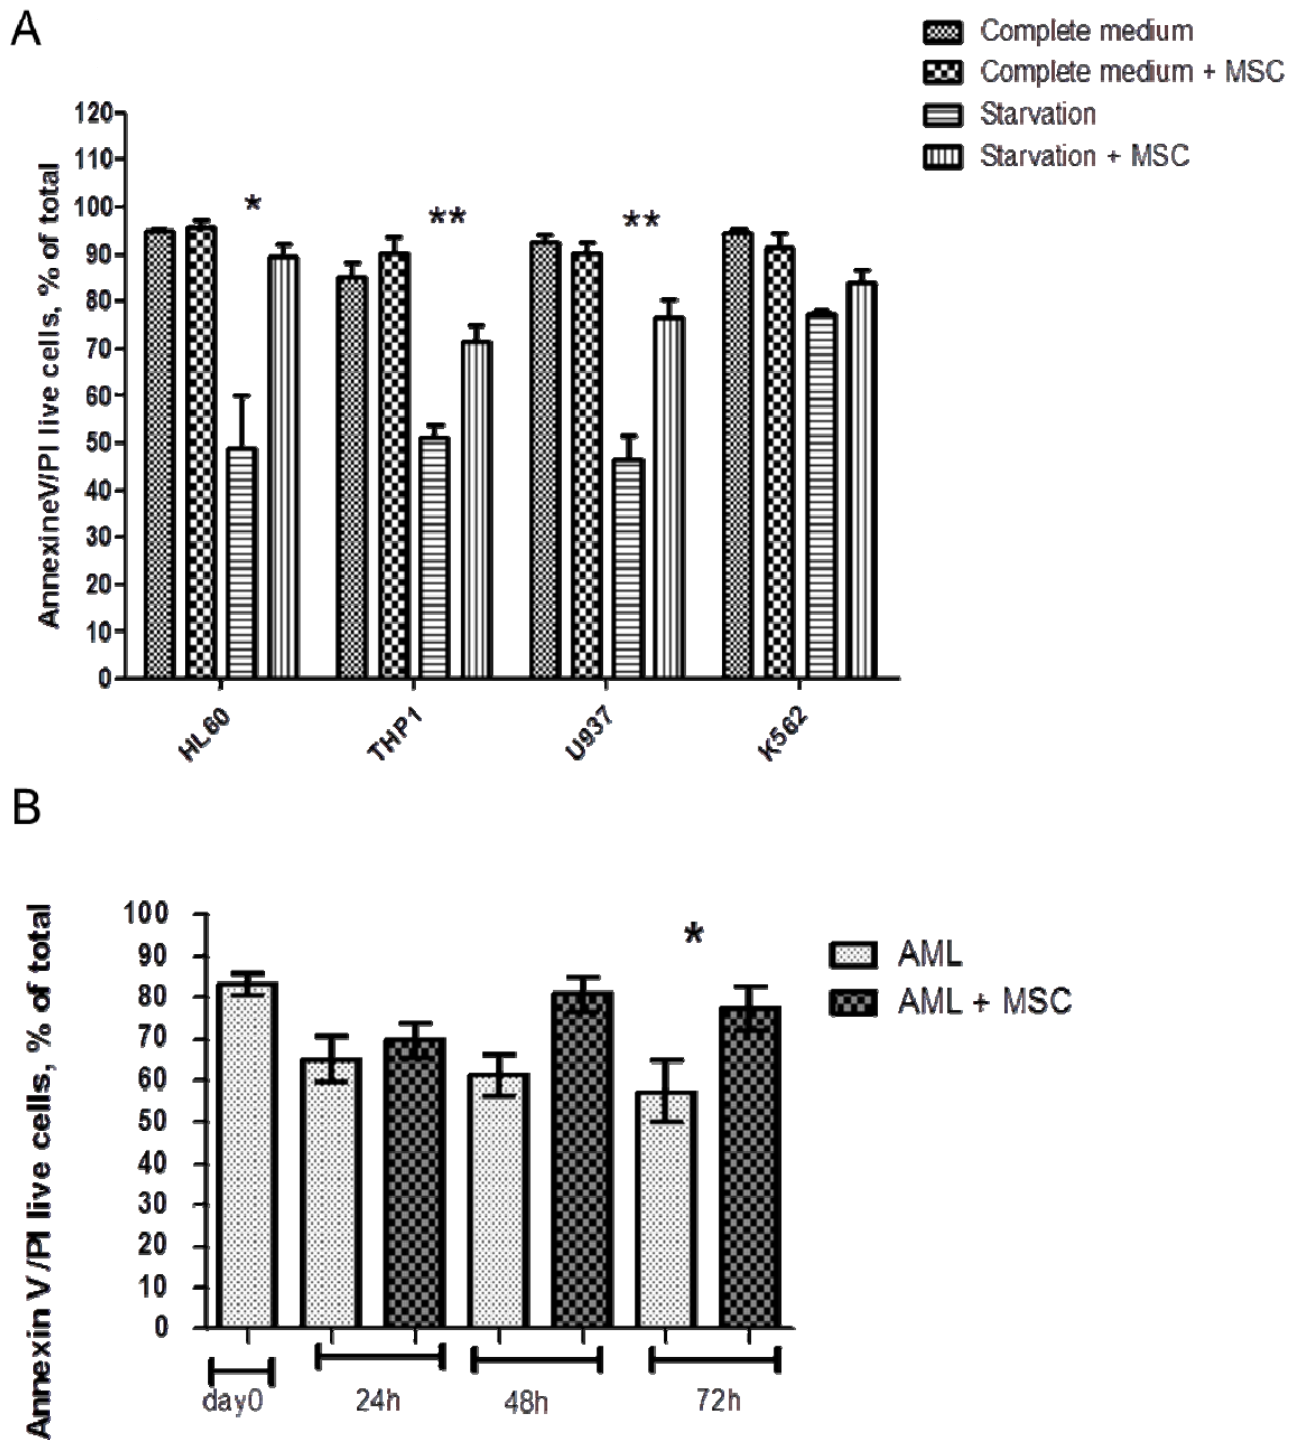 A
Complete medium
Complete medium + MSC
Starvation
Starvation + MSC
AnnexineV/PI live cells, % of total
120
110
100
90
80
70
60
50
40
30
20
10
0
*
**
**
HL60
THP1
U937
K562
B
Annexin V /PI live cells, % of total
100
90
80
70
60
50
40
30
20
10
0
*
AML
AML + MSC
day0
24h
48h
72h